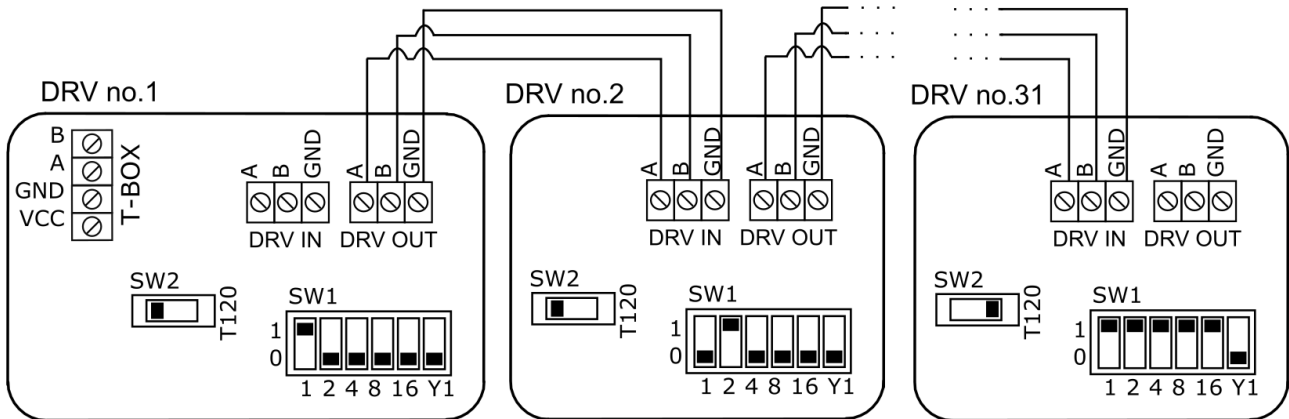 DRV no.1
B
A
GND
VCC
T-BOX
A B GND
A B GND
DRV IN DRV OUT
SW2
T120
SW1
1
0
1 2 4 8 16 Y1
DRV no.2
A B GND
A B GND
DRV IN DRV OUT
SW2
T120
SW1
1
0
1 2 4 8 16 Y1
DRV no.31
A B GND
A B GND
DRV IN DRV OUT
SW2
T120
SW1
1
0
1 2 4 8 16 Y1